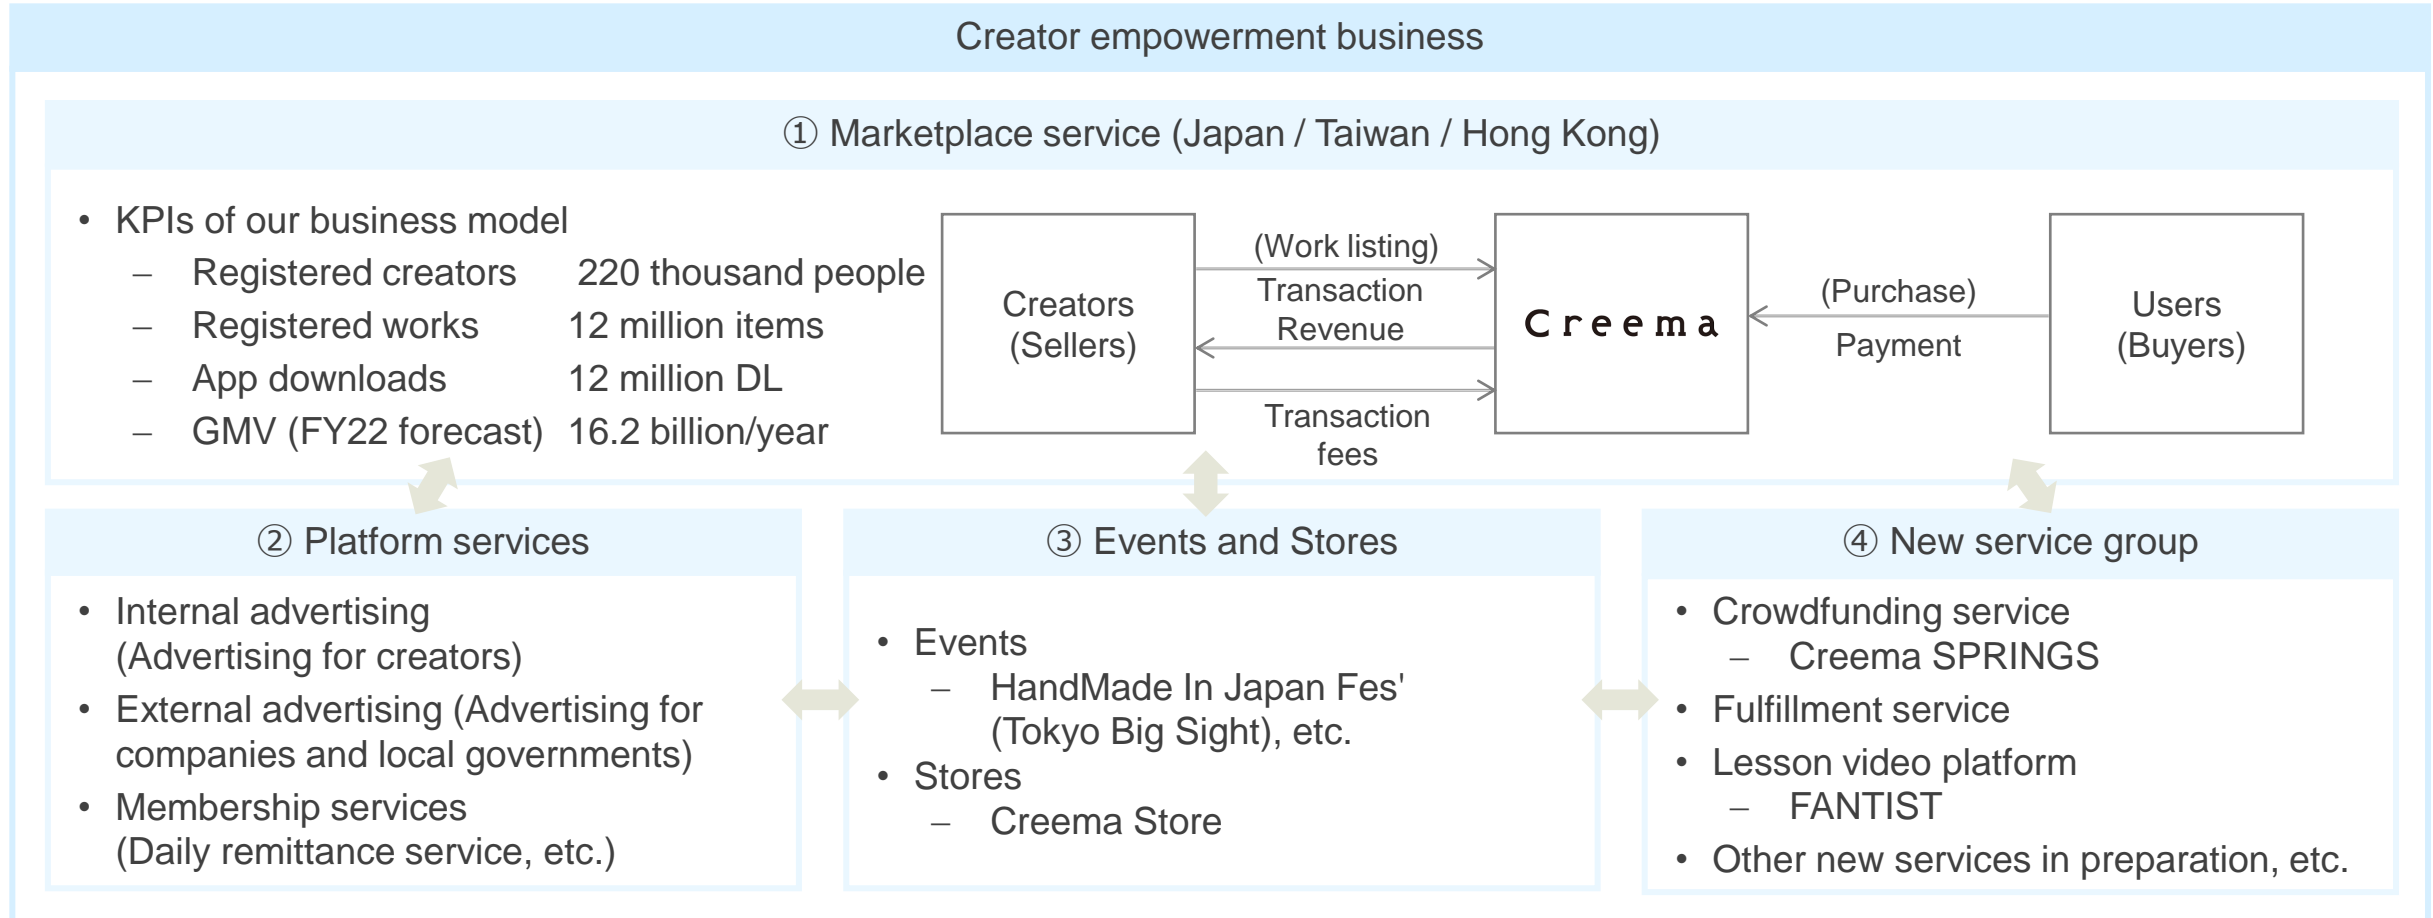 Creator empowerment business
① Marketplace service (Japan / Taiwan / Hong Kong)
• KPIs of our business model
– Registered creators 220 thousand people
– Registered works 12 million items
– App downloads 12 million DL
– GMV (FY22 forecast) 16.2 billion/year
Creators
(Sellers)
(Work listing)
Transaction
Revenue
Transaction
fees
Creema
(Purchase)
Payment
Users
(Buyers)
② Platform services
• Internal advertising
(Advertising for creators)
• External advertising (Advertising for
companies and local governments)
• Membership services
(Daily remittance service, etc.)
③ Events and Stores
• Events
– HandMade In Japan Fes'
(Tokyo Big Sight), etc.
• Stores
– Creema Store
④ New service group
• Crowdfunding service
– Creema SPRINGS
• Fulfillment service
• Lesson video platform
– FANTIST
• Other new services in preparation, etc.